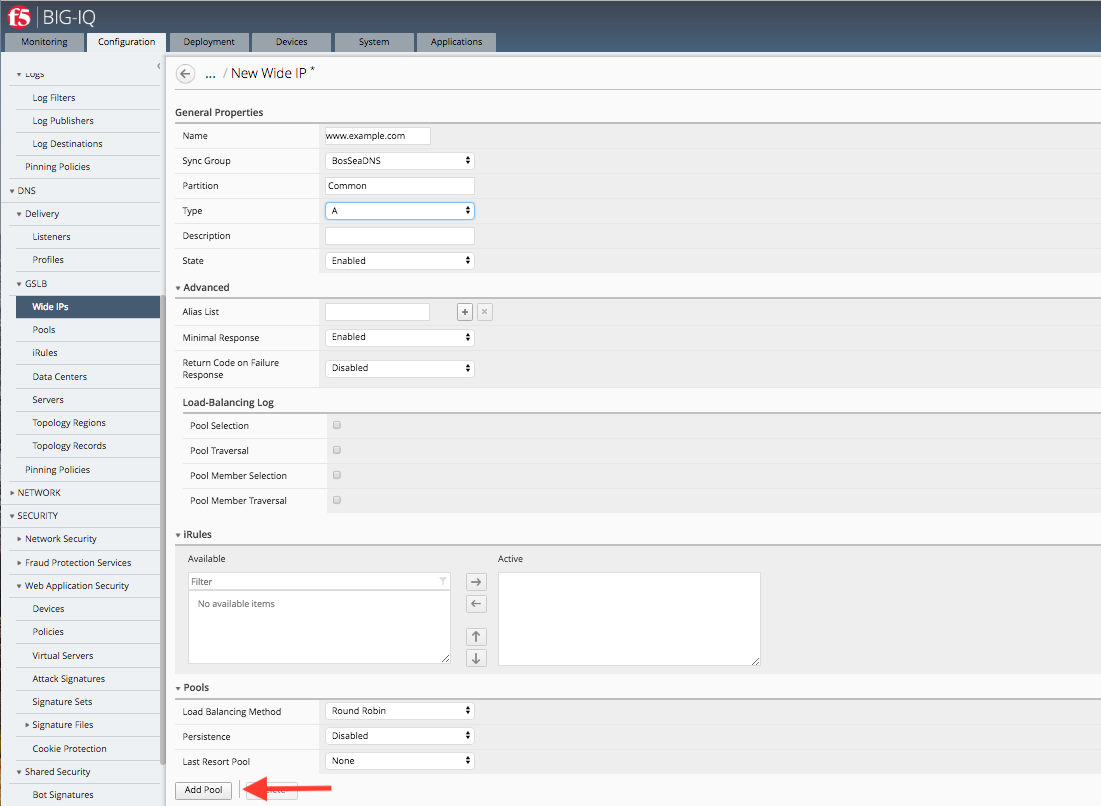 f5 BIG-IQ
Monitoring Configuration Deployment Devices System Applications
Logs
Log Filters
Log Publishers
Log Destinations
Pinning Policies
DNS
Delivery
Listeners
Profiles
GSLB
Wide IPs
Pools
iRules
Data Centers
Servers
Topology Regions
Topology Records
Pinning Policies
NETWORK
SECURITY
Network Security
Fraud Protection Services
Web Application Security
Devices
Policies
Virtual Servers
Attack Signatures
Signature Sets
Signature Files
Cookie Protection
Shared Security
Bot Signatures
... / New Wide IP *
General Properties
Name www.example.com
Sync Group BosSeaDNS
Partition Common
Type A
Description
State Enabled
Advanced
Alias List + ×
Minimal Response Enabled
Return Code on Failure
Response Disabled
Load-Balancing Log
Pool Selection
Pool Traversal
Pool Member Selection
Pool Member Traversal
iRules
Available Active
Filter
No available items
Pools
Load Balancing Method Round Robin
Persistence Disabled
Last Resort Pool None
Add Pool